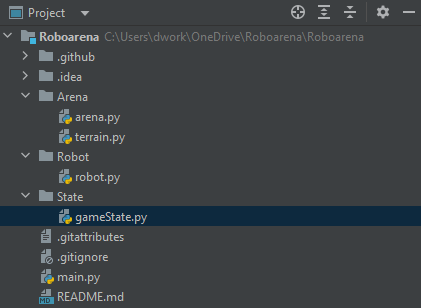 Project
Roboarena C:\Users\dwork\OneDrive\Roboarena\Roboarena
.github
.idea
Arena
arena.py
terrain.py
Robot
robot.py
State
gameState.py
.gitattributes
.gitignore
main.py
MD README.md